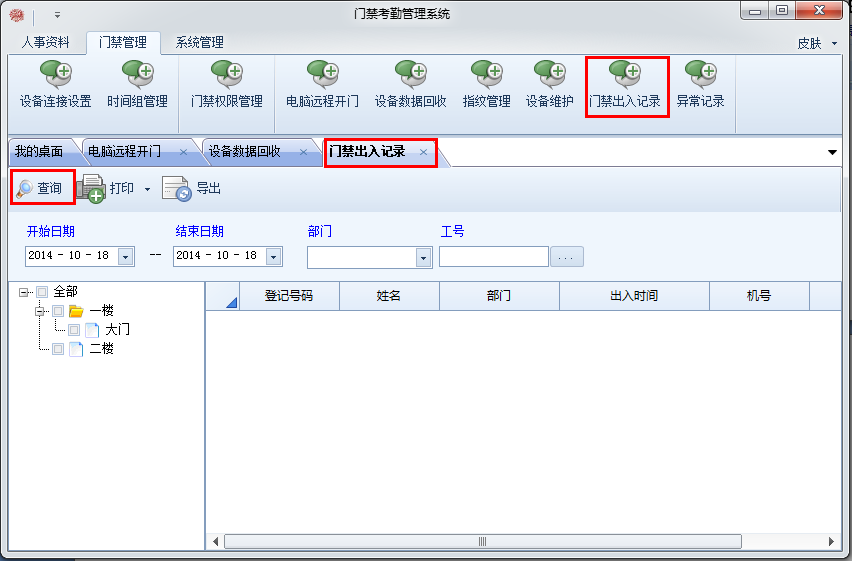 门禁考勤管理系统
人事资料 门禁管理 系统管理 皮肤
设备连接设置 时间组管理 门禁权限管理 电脑远程开门 设备数据回收 指纹管理 设备维护 门禁出入记录 异常记录
我的桌面 电脑远程开门 设备数据回收 门禁出入记录
查询 打印 导出
开始日期 结束日期 部门 工号
2014 - 10 - 18 -- 2014 - 10 - 18 ...
全部
一楼
大门
二楼
登记号码 姓名 部门 出入时间 机号